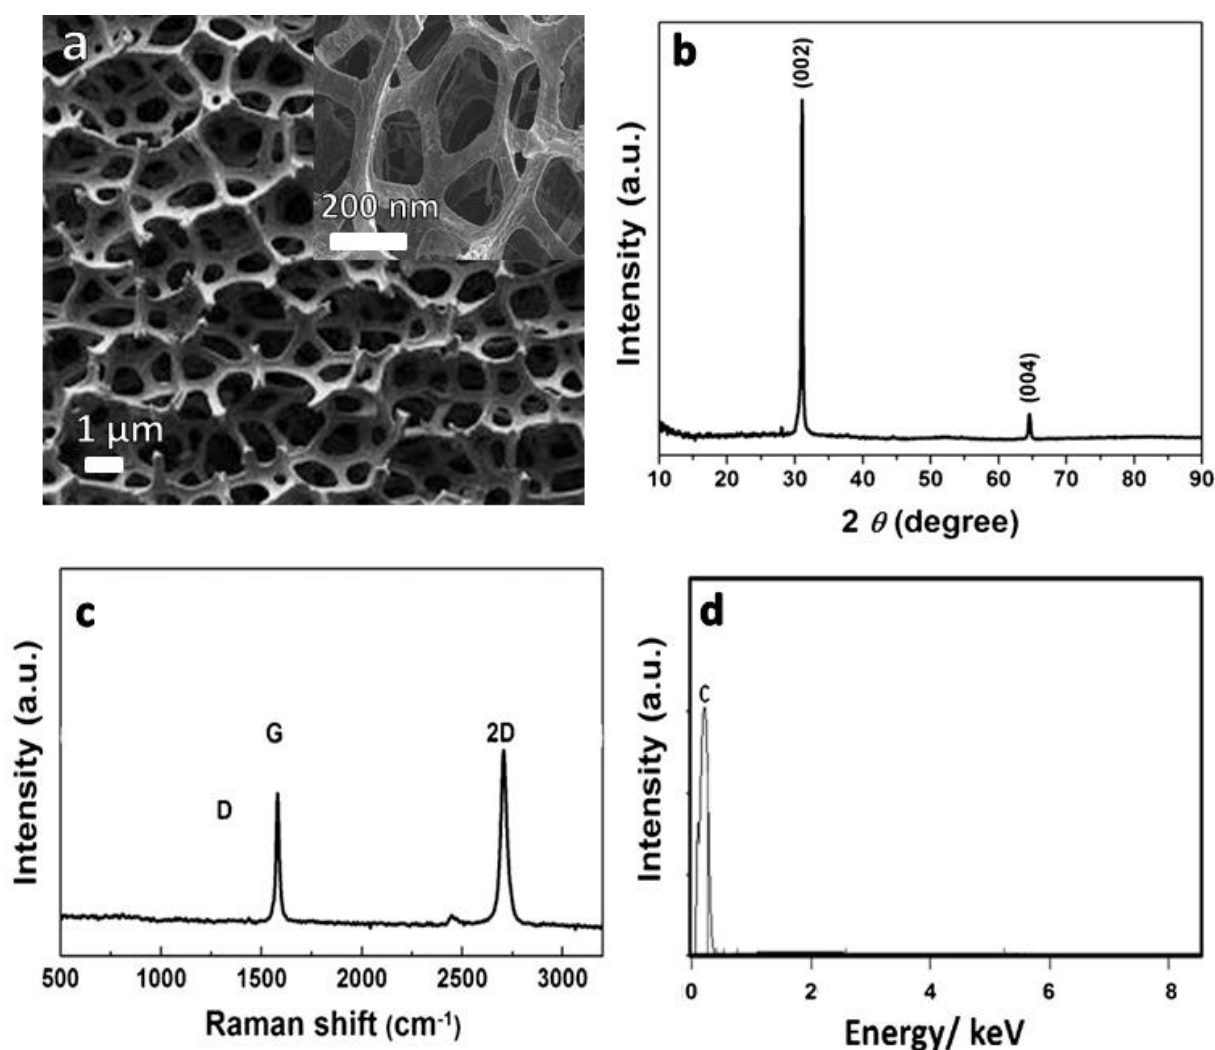 a
200 nm
1 µm
b
(002)
(004)
Intensity (a.u.)
10 20 30 40 50 60 70 80 90
2 θ (degree)
c
G
2D
D
Intensity (a.u.)
500 1000 1500 2000 2500 3000
Raman shift (cm⁻¹)
d
C
Intensity (a.u.)
0 2 4 6 8
Energy/ keV